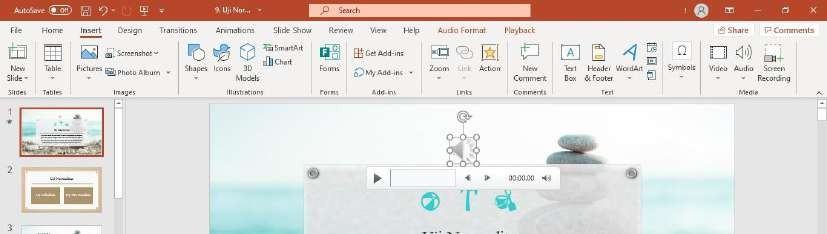 AutoSave Off 9. Uji Nor... Search
File Home Insert Design Transitions Animations Slide Show Review View Help Audio Format Playback Share Comments
New Slide Table Pictures Screenshot Photo Album Shapes Icons 3D Models SmartArt Chart Forms Get Add-ins My Add-ins Zoom Link Action New Comment Text Box Header & Footer WordArt Symbols Video Audio Screen Recording
Slides Tables Images Illustrations Forms Add-ins Links Comments Text Media
1
2
3
00:00.00